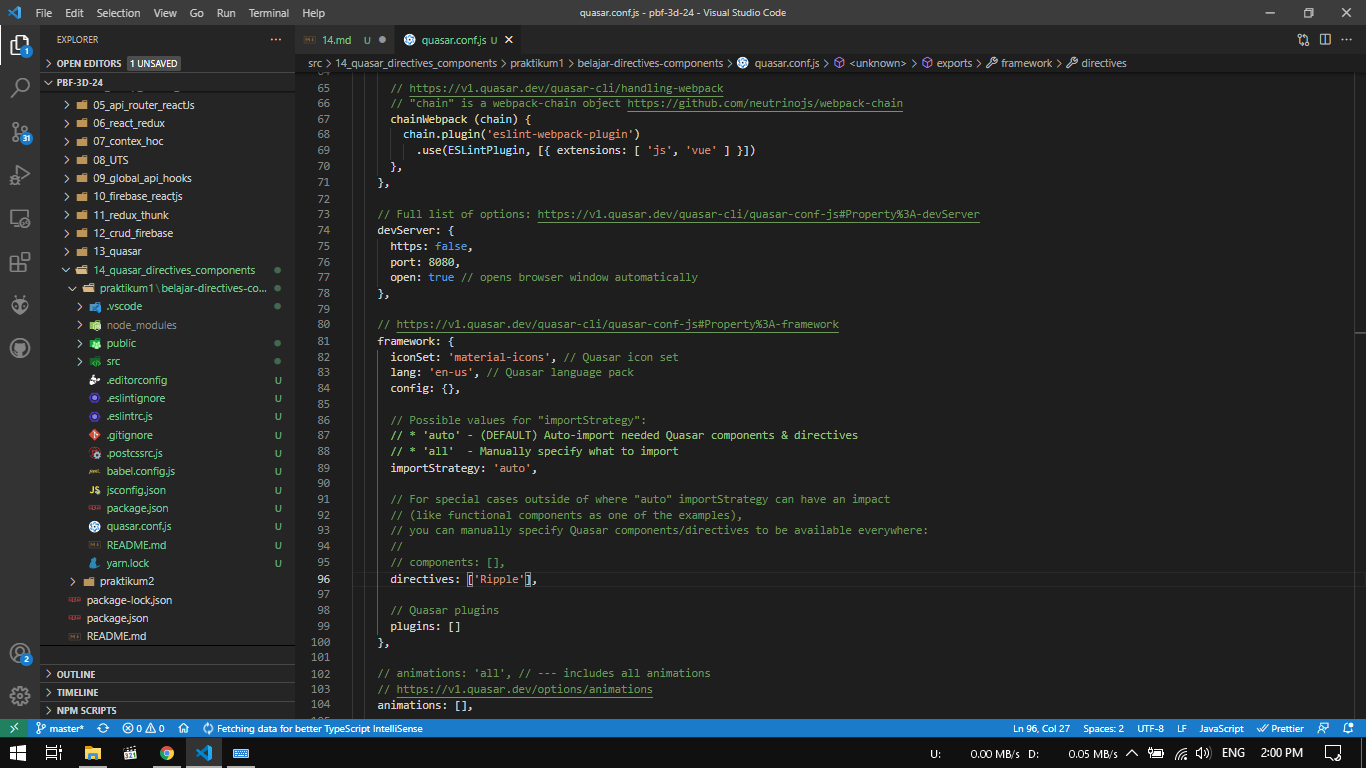 File Edit Selection View Go Run Terminal Help
quasar.conf.js - pbf-3d-24 - Visual Studio Code
EXPLORER
OPEN EDITORS 1 UNSAVED
PBF-3D-24
05_api_router_reactJs
06_react_redux
07_contex_hoc
08_UTS
09_global_api_hooks
10_firebase_reactjs
11_redux_thunk
12_crud_firebase
13_quasar
14_quasar_directives_components
praktikum1\belajar-directives-co...
.vscode
node_modules
public
src
.editorconfig U
.eslintignore U
.eslintrc.js U
.gitignore U
.postcssrc.js U
babel.config.js U
jsconfig.json U
package.json U
quasar.conf.js U
README.md U
yarn.lock U
praktikum2
package-lock.json
package.json
README.md
OUTLINE
TIMELINE
NPM SCRIPTS
14.md U
quasar.conf.js U
src > 14_quasar_directives_components > praktikum1 > belajar-directives-components > quasar.conf.js > <unknown> > exports > framework > directives
65 // https://v1.quasar.dev/quasar-cli/handling-webpack
66 // "chain" is a webpack-chain object https://github.com/neutrinojs/webpack-chain
67 chainWebpack (chain) {
68 chain.plugin('eslint-webpack-plugin')
69 .use(ESLintPlugin, [{ extensions: [ 'js', 'vue' ] }])
70 },
71 },
72
73 // Full list of options: https://v1.quasar.dev/quasar-cli/quasar-conf-js#Property%3A-devServer
74 devServer: {
75 https: false,
76 port: 8080,
77 open: true // opens browser window automatically
78 },
79
80 // https://v1.quasar.dev/quasar-cli/quasar-conf-js#Property%3A-framework
81 framework: {
82 iconSet: 'material-icons', // Quasar icon set
83 lang: 'en-us', // Quasar language pack
84 config: {},
85
86 // Possible values for "importStrategy":
87 // * 'auto' - (DEFAULT) Auto-import needed Quasar components & directives
88 // * 'all'  - Manually specify what to import
89 importStrategy: 'auto',
90
91 // For special cases outside of where "auto" importStrategy can have an impact
92 // (like functional components as one of the examples),
93 // you can manually specify Quasar components/directives to be available everywhere:
94 //
95 // components: [],
96 directives: ['Ripple'],
97
98 // Quasar plugins
99 plugins: []
100 },
101
102 // animations: 'all', // --- includes all animations
103 // https://v1.quasar.dev/options/animations
104 animations: [],
1
31
2
master* 0 0 Fetching data for better TypeScript IntelliSense
Ln 96, Col 27 Spaces: 2 UTF-8 LF JavaScript Prettier
U: 0.00 MB/s D: 0.05 MB/s ENG 2:00 PM